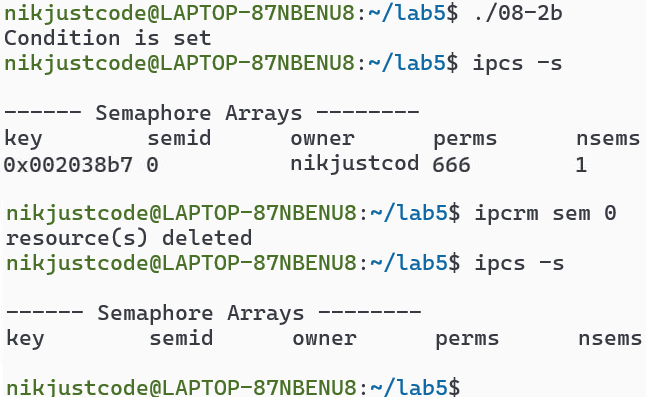 nikjustcode@LAPTOP-87NBENU8:~/lab5$ ./08-2b
Condition is set
nikjustcode@LAPTOP-87NBENU8:~/lab5$ ipcs -s
------ Semaphore Arrays --------
key semid owner perms nsems
0x002038b7 0 nikjustcod 666 1
nikjustcode@LAPTOP-87NBENU8:~/lab5$ ipcrm sem 0
resource(s) deleted
nikjustcode@LAPTOP-87NBENU8:~/lab5$ ipcs -s
------ Semaphore Arrays --------
key semid owner perms nsems
nikjustcode@LAPTOP-87NBENU8:~/lab5$